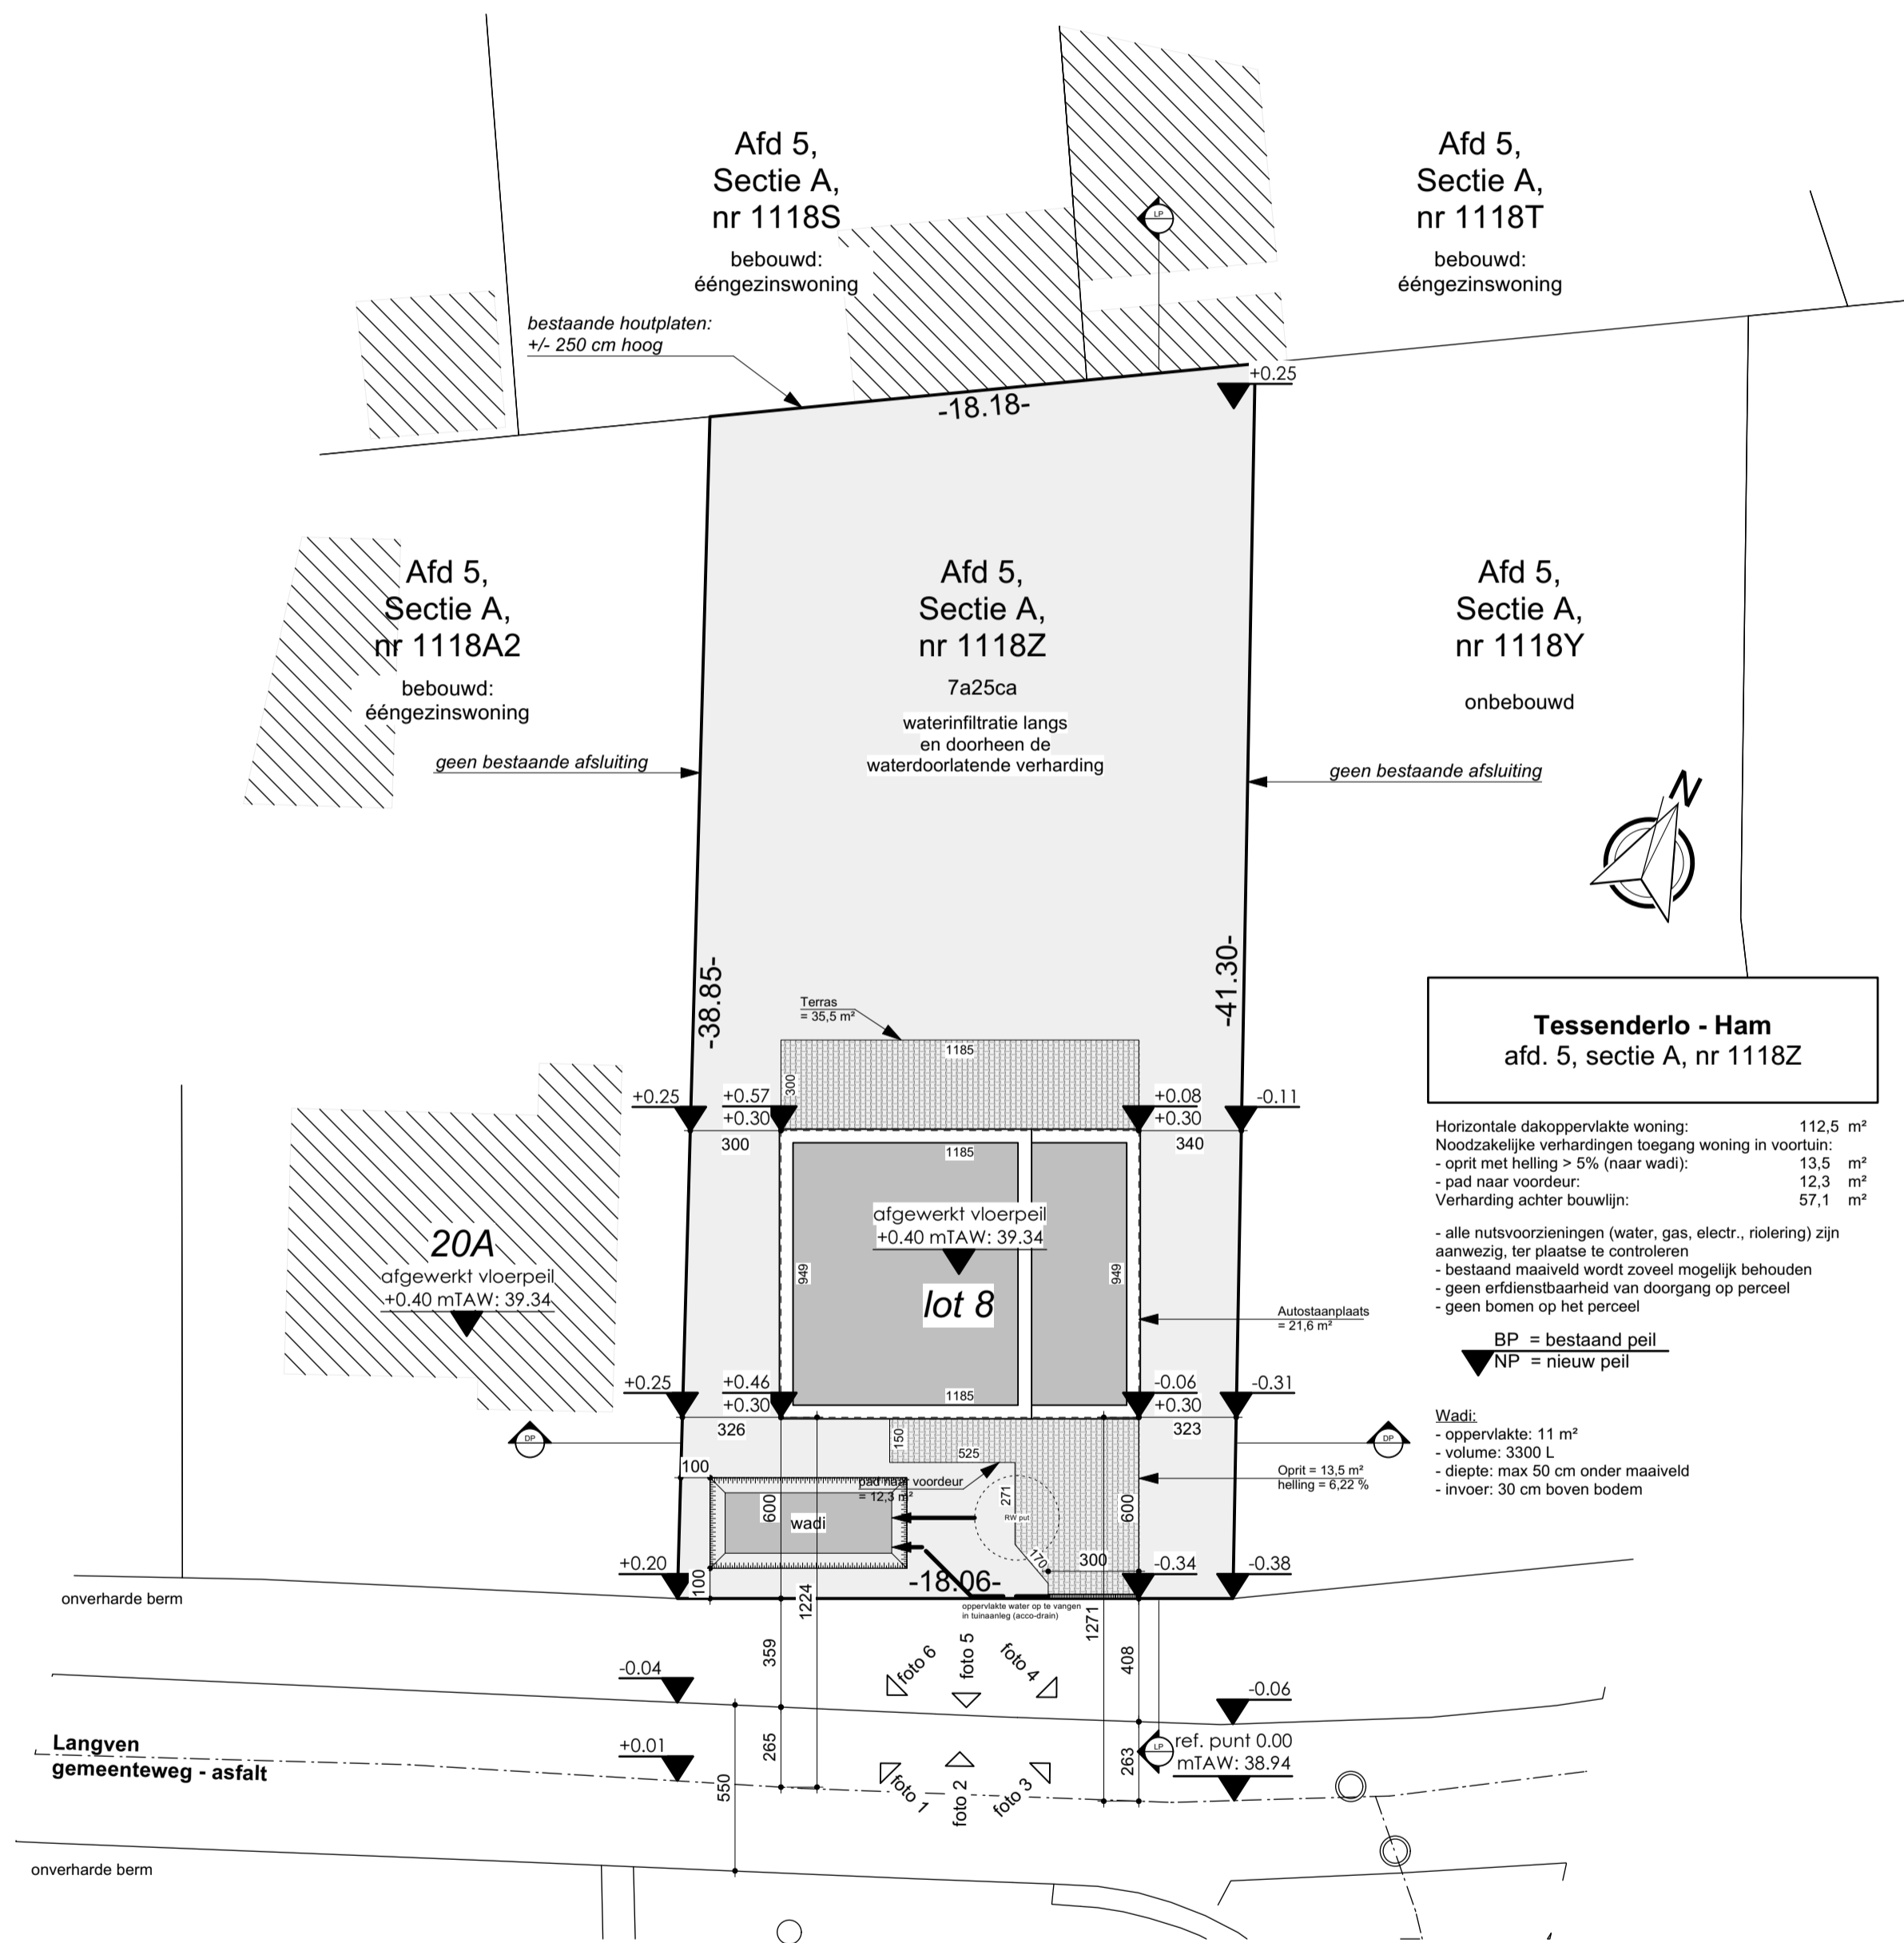 Afd 5,
Sectie A,
nr 1118S
bebouwd:
ééngezinswoning
Afd 5,
Sectie A,
nr 1118T
bebouwd:
ééngezinswoning
LP
bestaande houtplaten:
+/- 250 cm hoog
+0.25
-18.18-
Afd 5,
Sectie A,
nr 1118A2
bebouwd:
ééngezinswoning
geen bestaande afsluiting
Afd 5,
Sectie A,
nr 1118Z
7a25ca
waterinfiltratie langs
en doorheen de
waterdoorlatende verharding
Afd 5,
Sectie A,
nr 1118Y
onbebouwd
geen bestaande afsluiting
N
-38.85-
-41.30-
Terras
= 35,5 m²
1185
300
+0.25
+0.57
+0.30
+0.08
+0.30
-0.11
300
340
1185
afgewerkt vloerpeil
+0.40 mTAW: 39.34
949
949
lot 8
1185
20A
afgewerkt vloerpeil
+0.40 mTAW: 39.34
Autostaanplaats
= 21,6 m²
+0.25
+0.46
+0.30
-0.06
+0.30
-0.31
326
323
DP
DP
150
525
100
pad naar voordeur
= 12,3 m²
600
wadi
271
RW put
600
Oprit = 13,5 m²
helling = 6,22 %
170
300
+0.20
100
-18.06-
-0.34
-0.38
oppervlakte water op te vangen
in tuinaanleg (acco-drain)
1224
1271
359
408
onverharde berm
foto 6
foto 5
foto 4
-0.04
-0.06
Langven
gemeenteweg - asfalt
+0.01
265
550
263
LP
ref. punt 0.00
mTAW: 38.94
foto 1
foto 2
foto 3
onverharde berm
Tessenderlo - Ham
afd. 5, sectie A, nr 1118Z
Horizontale dakoppervlakte woning: 112,5 m²
Noodzakelijke verhardingen toegang woning in voortuin:
- oprit met helling > 5% (naar wadi): 13,5 m²
- pad naar voordeur: 12,3 m²
Verharding achter bouwlijn: 57,1 m²
- alle nutsvoorzieningen (water, gas, electr., riolering) zijn
aanwezig, ter plaatse te controleren
- bestaand maaiveld wordt zoveel mogelijk behouden
- geen erfdienstbaarheid van doorgang op perceel
- geen bomen op het perceel
BP = bestaand peil
NP = nieuw peil
Wadi:
- oppervlakte: 11 m²
- volume: 3300 L
- diepte: max 50 cm onder maaiveld
- invoer: 30 cm boven bodem